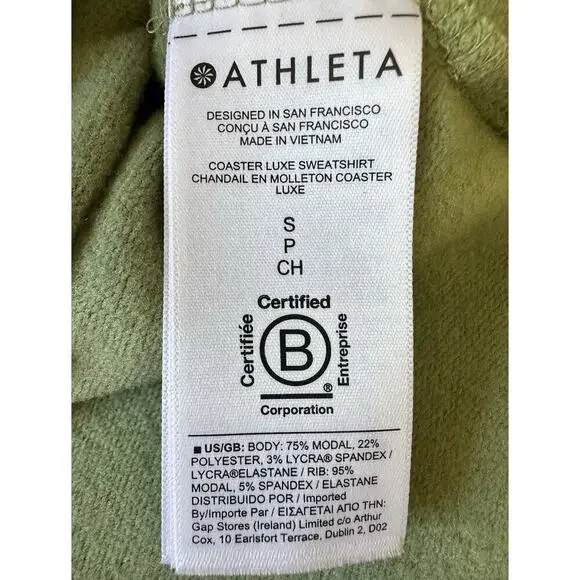 ATHLETA
DESIGNED IN SAN FRANCISCO
CONÇU À SAN FRANCISCO
MADE IN VIETNAM
COASTER LUXE SWEATSHIRT
CHANDAIL EN MOLLETON COASTER
LUXE
S
P
CH
Certified
Certifiée
B
Entreprise
®
Corporation
■ US/GB: BODY: 75% MODAL, 22%
POLYESTER, 3% LYCRA® SPANDEX /
LYCRA®ELASTANE / RIB: 95%
MODAL, 5% SPANDEX / ELASTANE
DISTRIBUIDO POR / Imported
By/Importe Par / ΕΙΣΑΓΕΤΑΙ ΑΠΟ ΤΗΝ:
Gap Stores (Ireland) Limited c/o Arthur
Cox, 10 Earlsfort Terrace, Dublin 2, D02